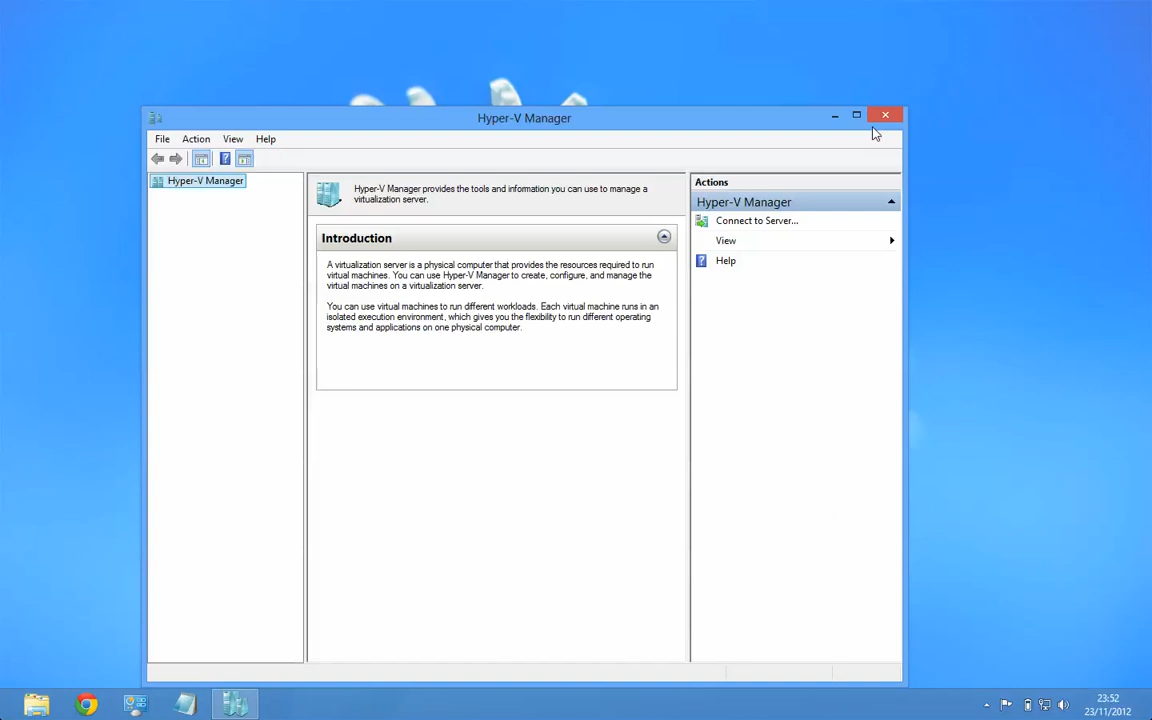 Hyper-V Manager
File Action View Help
Hyper-V Manager
Hyper-V Manager provides the tools and information you can use to manage a
virtualization server.
Introduction
A virtualization server is a physical computer that provides the resources required to run
virtual machines. You can use Hyper-V Manager to create, configure, and manage the
virtual machines on a virtualization server.
You can use virtual machines to run different workloads. Each virtual machine runs in an
isolated execution environment, which gives you the flexibility to run different operating
systems and applications on one physical computer.
Actions
Hyper-V Manager
Connect to Server...
View
Help
23:52
23/11/2012